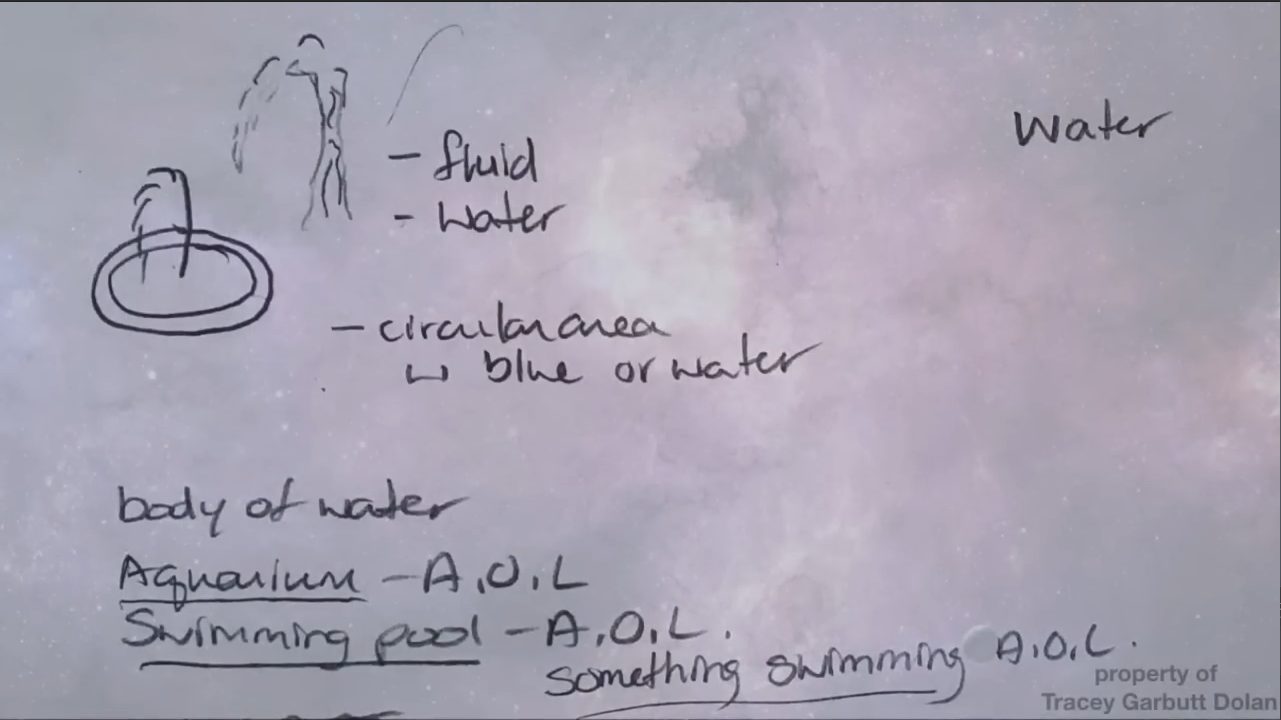 Water
- fluid
- water
- circular area
↳ blue or water
body of water
Aquarium - A.O.L
Swimming pool - A.O.L.
something swimming A.O.L.
property of
Tracey Garbutt Dolan